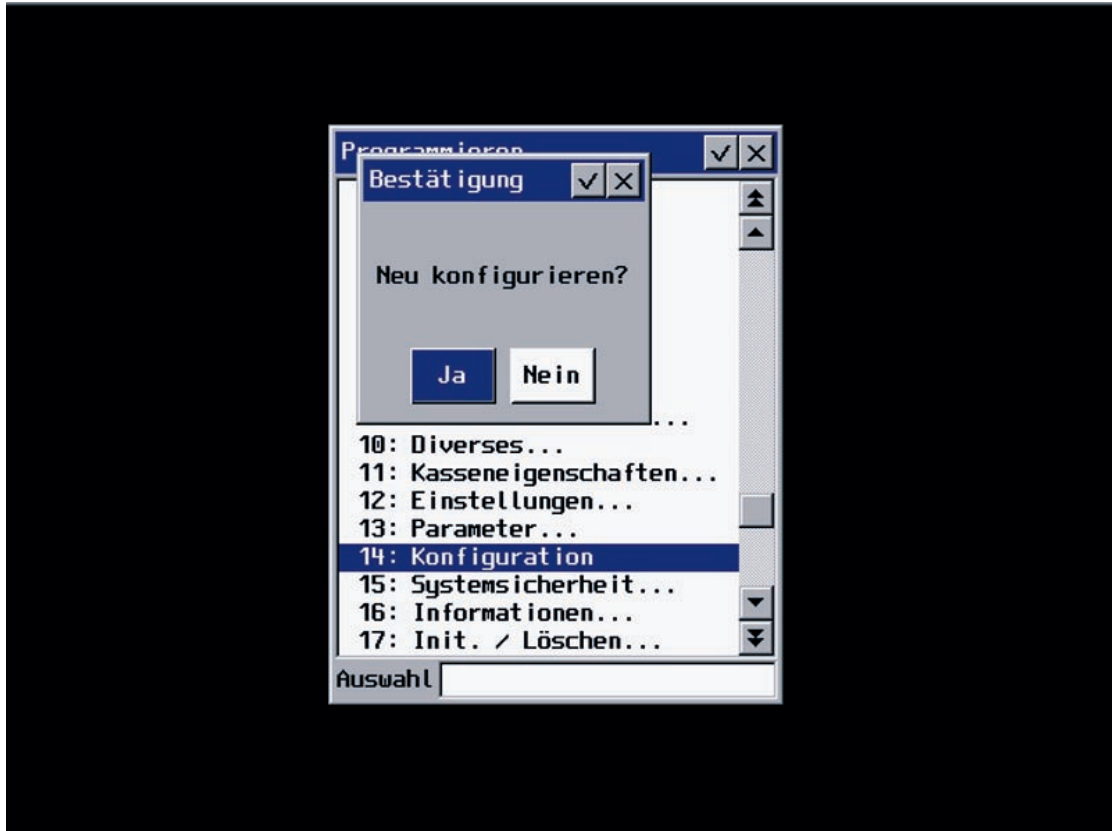 Bestätigung
Neu konfigurieren?
Ja Nein
...
10: Diverses...
11: Kasseneigenschaften...
12: Einstellungen...
13: Parameter...
14: Konfiguration
15: Systemsicherheit...
16: Informationen...
17: Init. / Löschen...
Auswahl